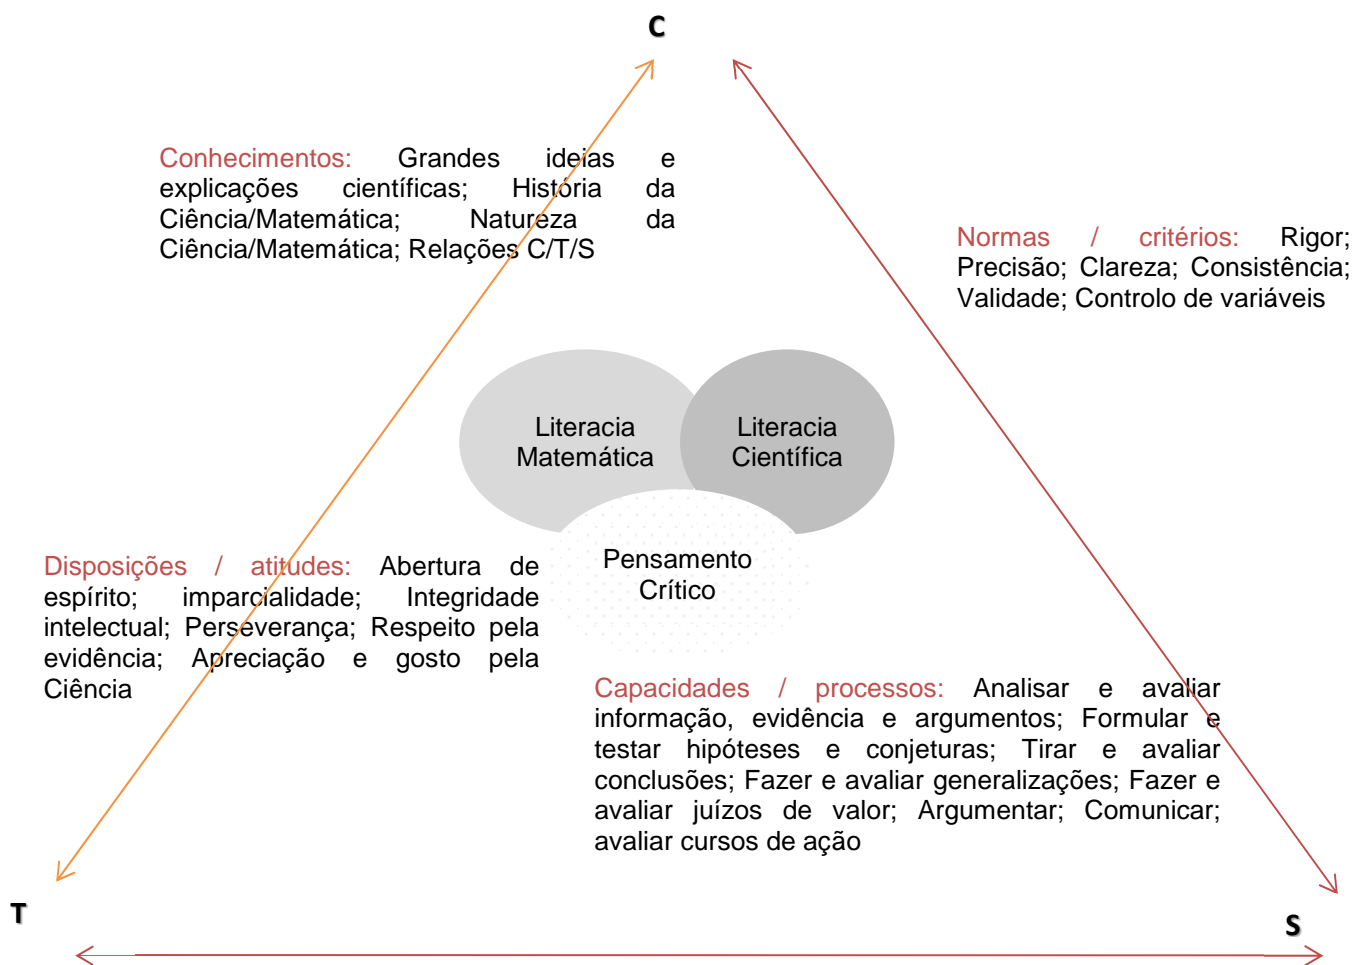 C
Conhecimentos: Grandes ideias e
explicações científicas; História da
Ciência/Matemática; Natureza da
Ciência/Matemática; Relações C/T/S
Normas / critérios: Rigor;
Precisão; Clareza; Consistência;
Validade; Controlo de variáveis
Literacia
Matemática
Literacia
Científica
Pensamento
Crítico
Disposições / atitudes: Abertura de
espírito; imparcialidade; Integridade
intelectual; Perseverança; Respeito pela
evidência; Apreciação e gosto pela
Ciência
Capacidades / processos: Analisar e avaliar
informação, evidência e argumentos; Formular e
testar hipóteses e conjeturas; Tirar e avaliar
conclusões; Fazer e avaliar generalizações; Fazer e
avaliar juízos de valor; Argumentar; Comunicar;
avaliar cursos de ação
T
S